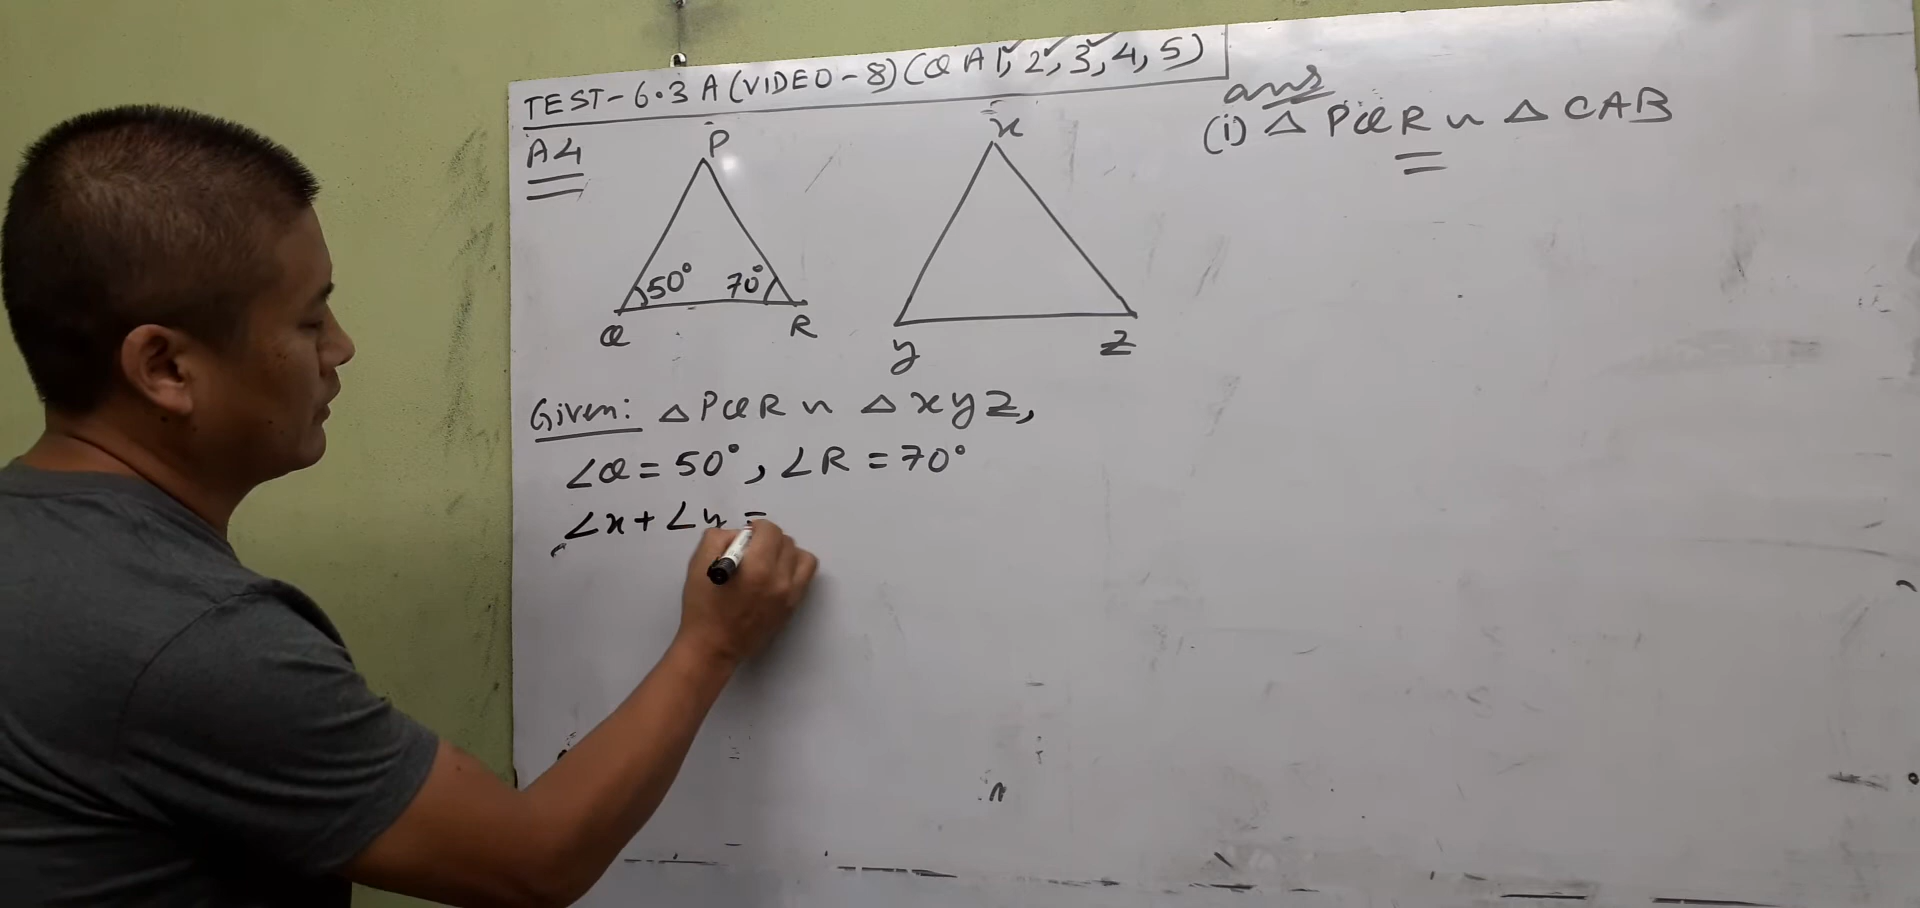 TEST-6.3 A (VIDEO-8) (Q A 1, 2, 3, 4, 5)
A4
P
50° 70°
Q R
x
y z
Given: △PQR ~ △xyz,
∠Q = 50°, ∠R = 70°
∠x + ∠y =
ans
(i) △ PQR ~ △ CAB